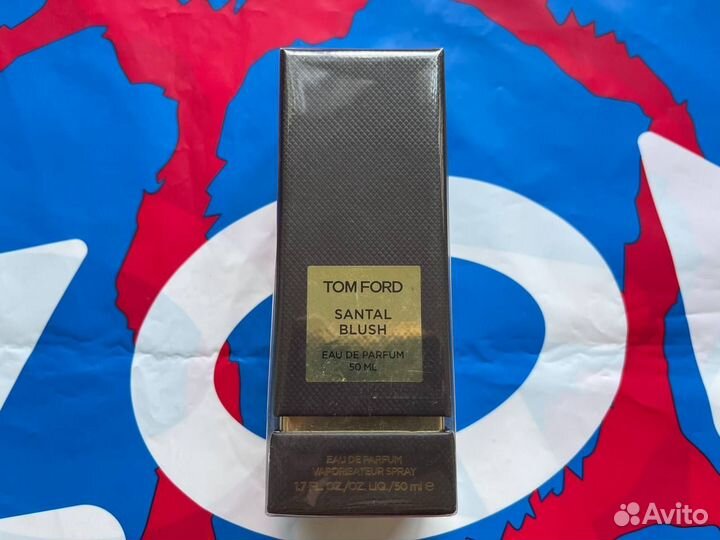 TOM FORD
SANTAL
BLUSH
EAU DE PARFUM
50 ML
EAU DE PARFUM
VAPORISATEUR SPRAY
1.7 FL. OZ./OZ. LIQ./50 ml e
Avito